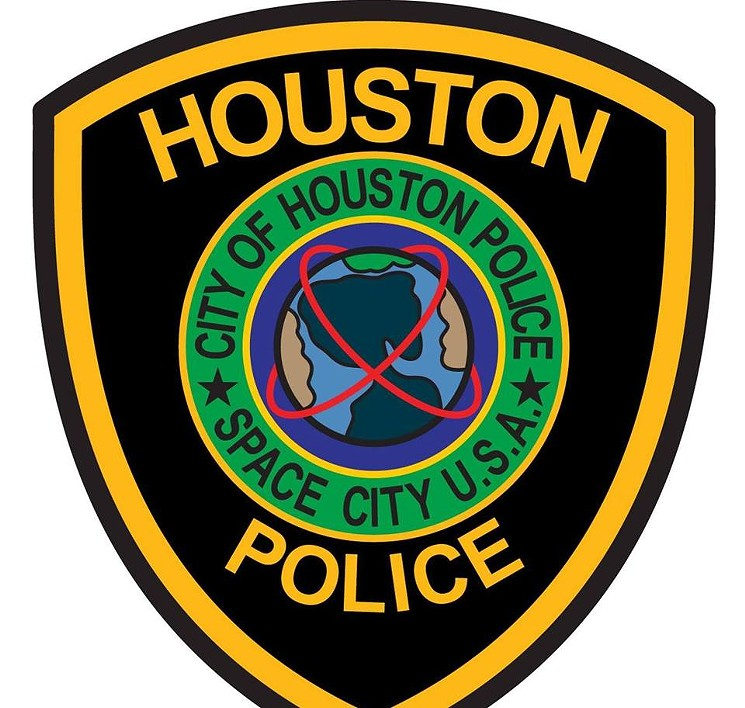 HOUSTON
CITY OF HOUSTON POLICE
SPACE CITY U.S.A.
POLICE